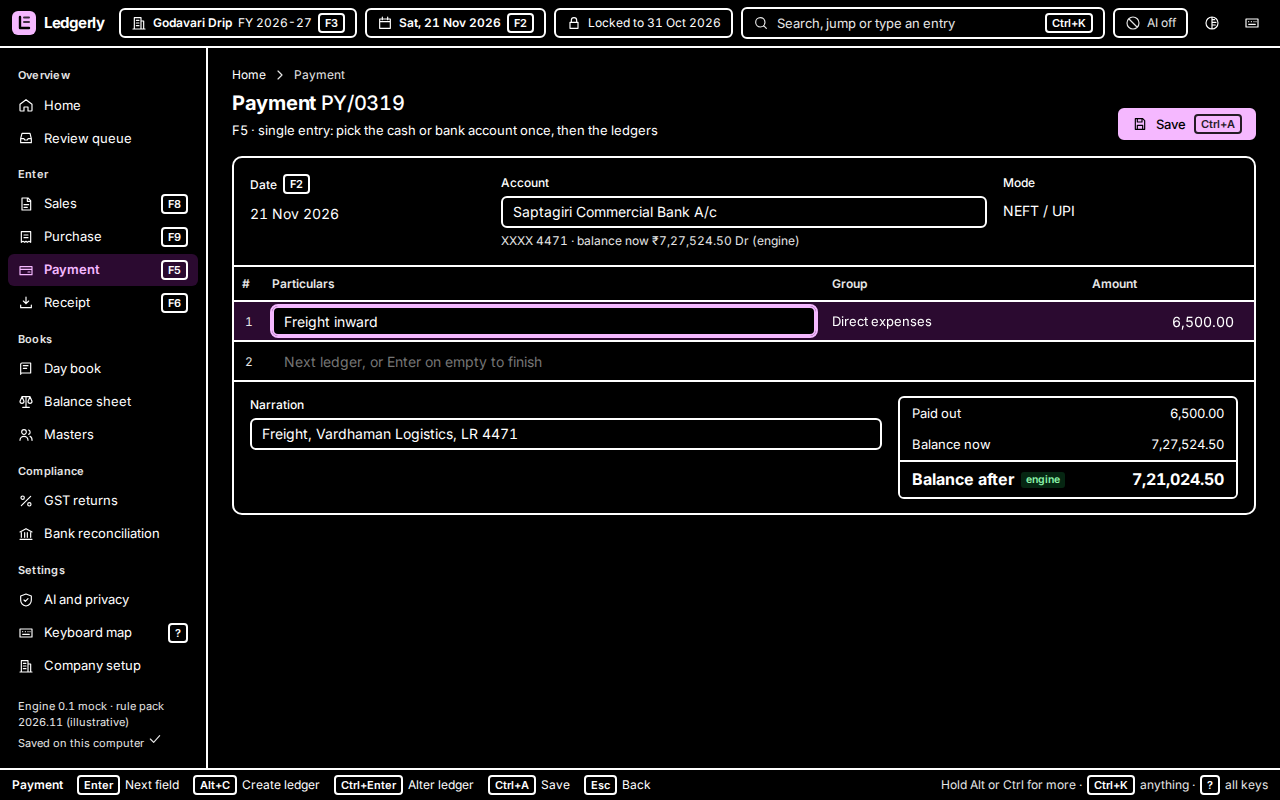 Ledgerly
Godavari Drip FY 2026-27 F3
Sat, 21 Nov 2026 F2
Locked to 31 Oct 2026
Search, jump or type an entry Ctrl+K
AI off
Overview
Home
Review queue
Enter
Sales F8
Purchase F9
Payment F5
Receipt F6
Books
Day book
Balance sheet
Masters
Compliance
GST returns
Bank reconciliation
Settings
AI and privacy
Keyboard map ?
Company setup
Engine 0.1 mock · rule pack
2026.11 (illustrative)
Saved on this computer
Home > Payment
Payment PY/0319
F5 · single entry: pick the cash or bank account once, then the ledgers
Save Ctrl+A
Date F2
21 Nov 2026
Account
Saptagiri Commercial Bank A/c
XXXX 4471 · balance now ₹7,27,524.50 Dr (engine)
Mode
NEFT / UPI
# Particulars Group Amount
1 Freight inward Direct expenses 6,500.00
2 Next ledger, or Enter on empty to finish
Narration
Freight, Vardhaman Logistics, LR 4471
Paid out 6,500.00
Balance now 7,27,524.50
Balance after engine 7,21,024.50
Payment Enter Next field Alt+C Create ledger Ctrl+Enter Alter ledger Ctrl+A Save Esc Back
Hold Alt or Ctrl for more · Ctrl+K anything · ? all keys